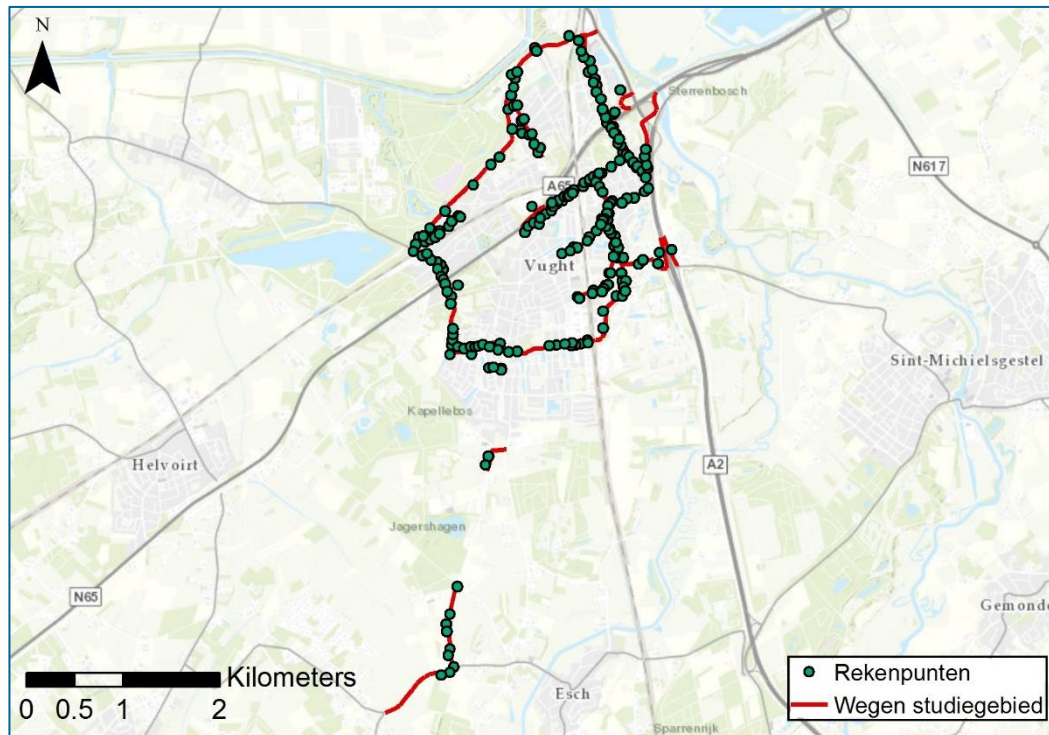 N
Sterrenbosch
N617
A65
Vught
Sint-Michielsgestel
Kapellebos
Helvoirt
A2
Jagershagen
N65
Gemonde
Kilometers
0 0.5 1 2
Esch
Sparrenrijk
Rekenpunten
Wegen studiegebied